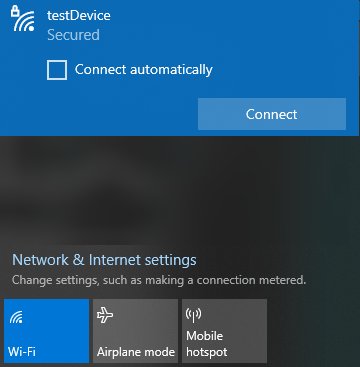 testDevice
Secured
Connect automatically
Connect
Network & Internet settings
Change settings, such as making a connection metered.
Wi-Fi
Airplane mode
Mobile
hotspot